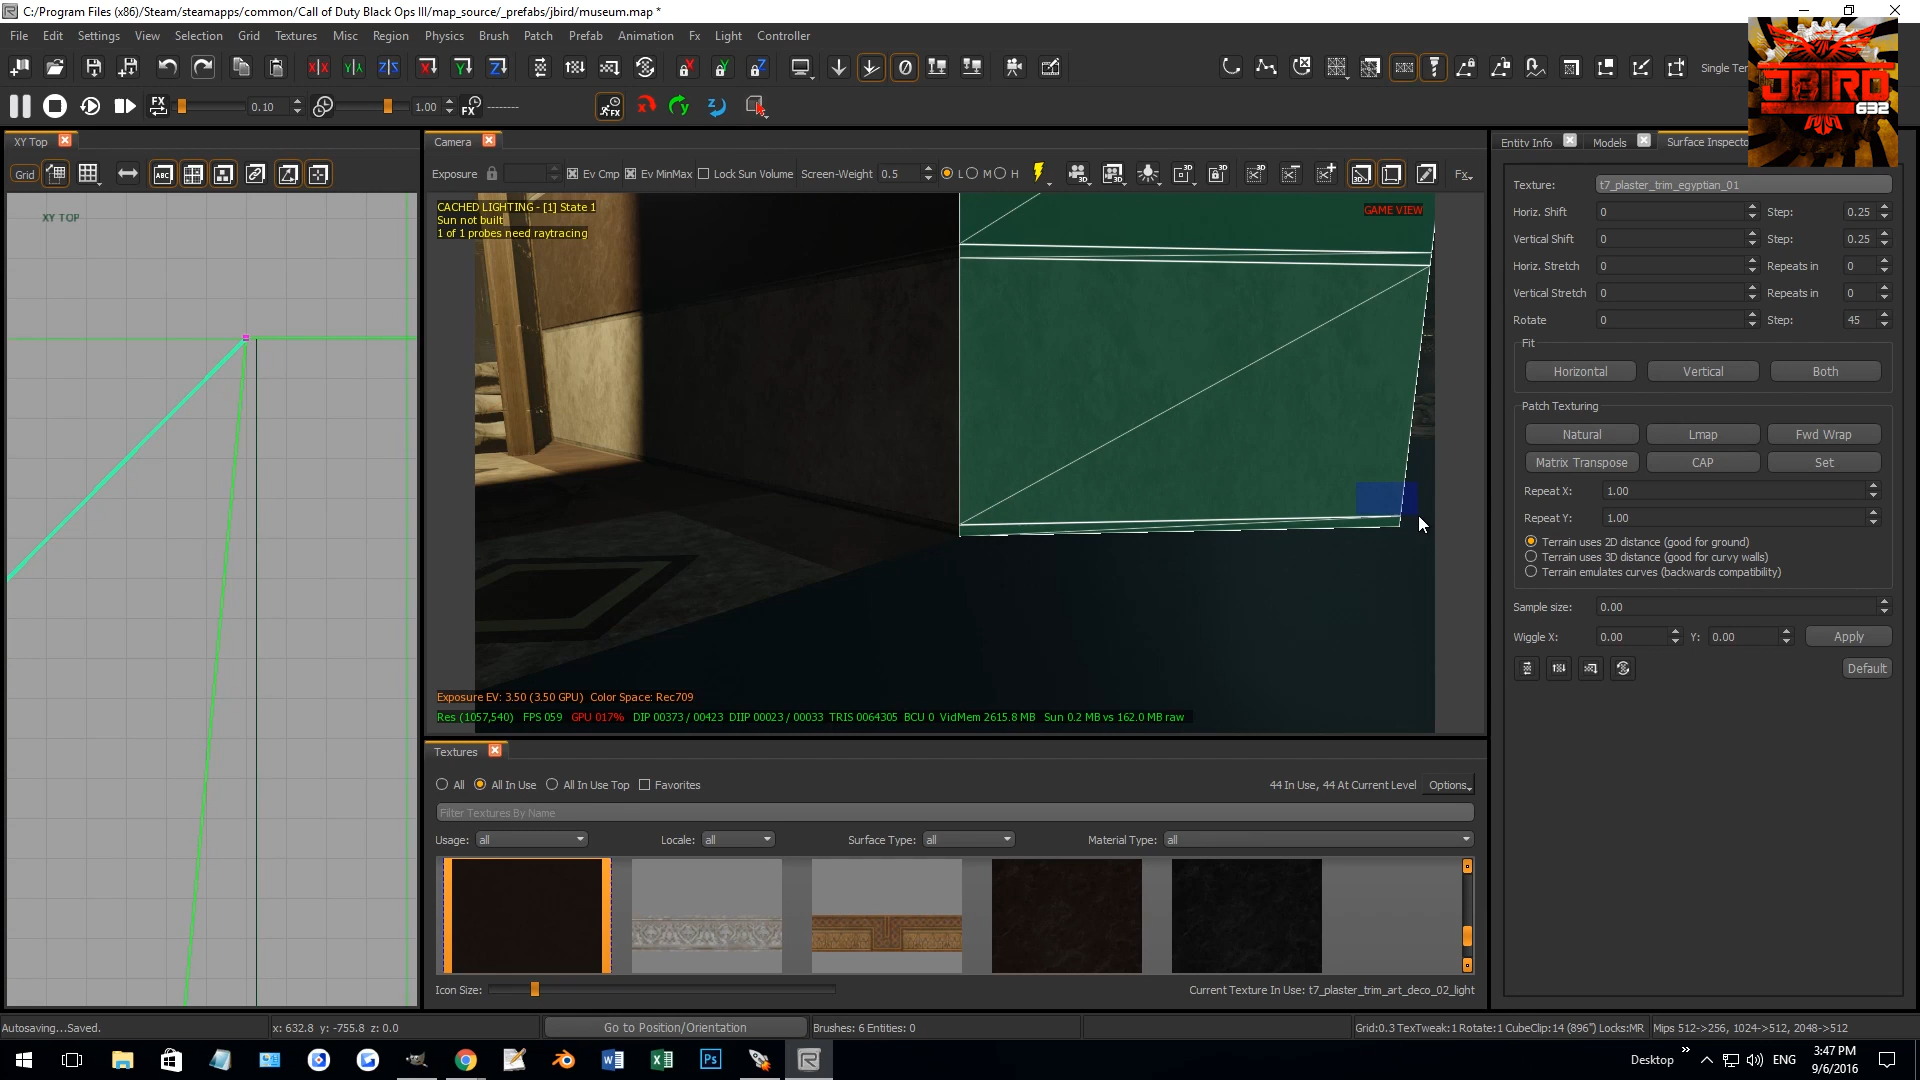 C:/Program Files (x86)/Steam/steamapps/common/Call of Duty Black Ops III/map_source/_prefabs/jbird/museum.map *
File Edit Settings View Selection Grid Textures Misc Region Physics Brush Patch Prefab Animation Fx Light Controller
Single Ter
JBIRD
632
FX 0.10 1.00 FX --------
XY Top
Camera
Entity Info Models Surface Inspecto
Grid
Exposure Ev Cmp Ev MinMax Lock Sun Volume Screen-Weight 0.5 L M H Fx
XY TOP
CACHED LIGHTING - [1] State 1
Sun not built
1 of 1 probes need raytracing
GAME VIEW
Texture: t7_plaster_trim_egyptian_01
Horiz. Shift 0 Step: 0.25
Vertical Shift 0 Step: 0.25
Horiz. Stretch 0 Repeats in 0
Vertical Stretch 0 Repeats in 0
Rotate 0 Step: 45
Fit
Horizontal Vertical Both
Patch Texturing
Natural Lmap Fwd Wrap
Matrix Transpose CAP Set
Repeat X: 1.00
Repeat Y: 1.00
Terrain uses 2D distance (good for ground)
Terrain uses 3D distance (good for curvy walls)
Terrain emulates curves (backwards compatibility)
Sample size: 0.00
Wiggle X: 0.00 Y: 0.00 Apply
Default
Exposure EV: 3.50 (3.50 GPU) Color Space: Rec709
Res (1057,540) FPS 059 GPU 017% DIP 00373 / 00423 DIIP 00023 / 00033 TRIS 0064305 BCU 0 VidMem 2615.8 MB Sun 0.2 MB vs 162.0 MB raw
Textures
All All In Use All In Use Top Favorites 44 In Use, 44 At Current Level Options
Filter Textures By Name
Usage: all Locale: all Surface Type: all Material Type: all
Icon Size: Current Texture In Use: t7_plaster_trim_art_deco_02_light
Autosaving...Saved. x: 632.8 y: -755.8 z: 0.0 Go to Position/Orientation Brushes: 6 Entities: 0 Grid:0.3 TexTweak:1 Rotate:1 CubeClip:14 (896") Locks:MR Mips 512->256, 1024->512, 2048->512
Desktop ENG
3:47 PM
9/6/2016